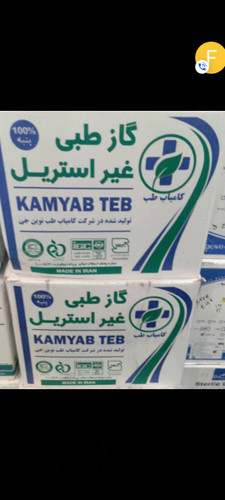 F
100%
پنبه
گاز طبی
غیر استریل
کامیاب طب
KAMYAB TEB
تولید شده در شرکت کامیاب طب نوین جی
MADE IN IRAN
100%
پنبه
گاز طبی
غیر استریل
کامیاب طب
KAMYAB TEB
تولید شده در شرکت کامیاب طب نوین جی
MADE IN IRAN